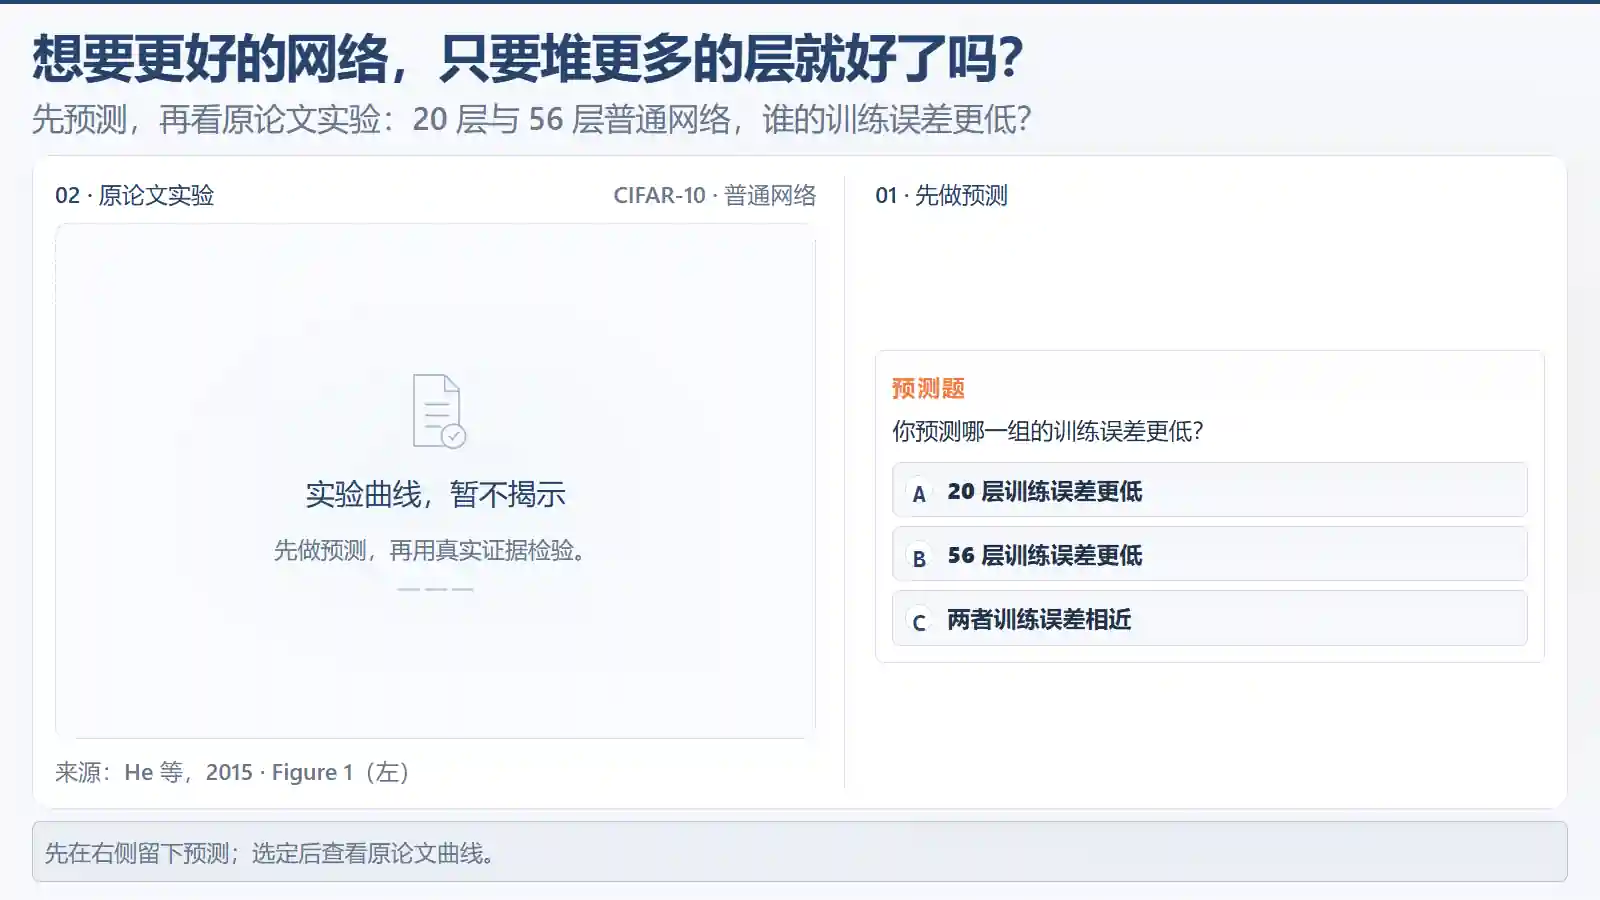 想要更好的网络，只要堆更多的层就好了吗？
先预测，再看原论文实验：20 层与 56 层普通网络，谁的训练误差更低？
02 · 原论文实验
CIFAR-10 · 普通网络
实验曲线，暂不揭示
先做预测，再用真实证据检验。
来源：He 等，2015 · Figure 1（左）
01 · 先做预测
预测题
你预测哪一组的训练误差更低？
A 20 层训练误差更低
B 56 层训练误差更低
C 两者训练误差相近
先在右侧留下预测；选定后查看原论文曲线。